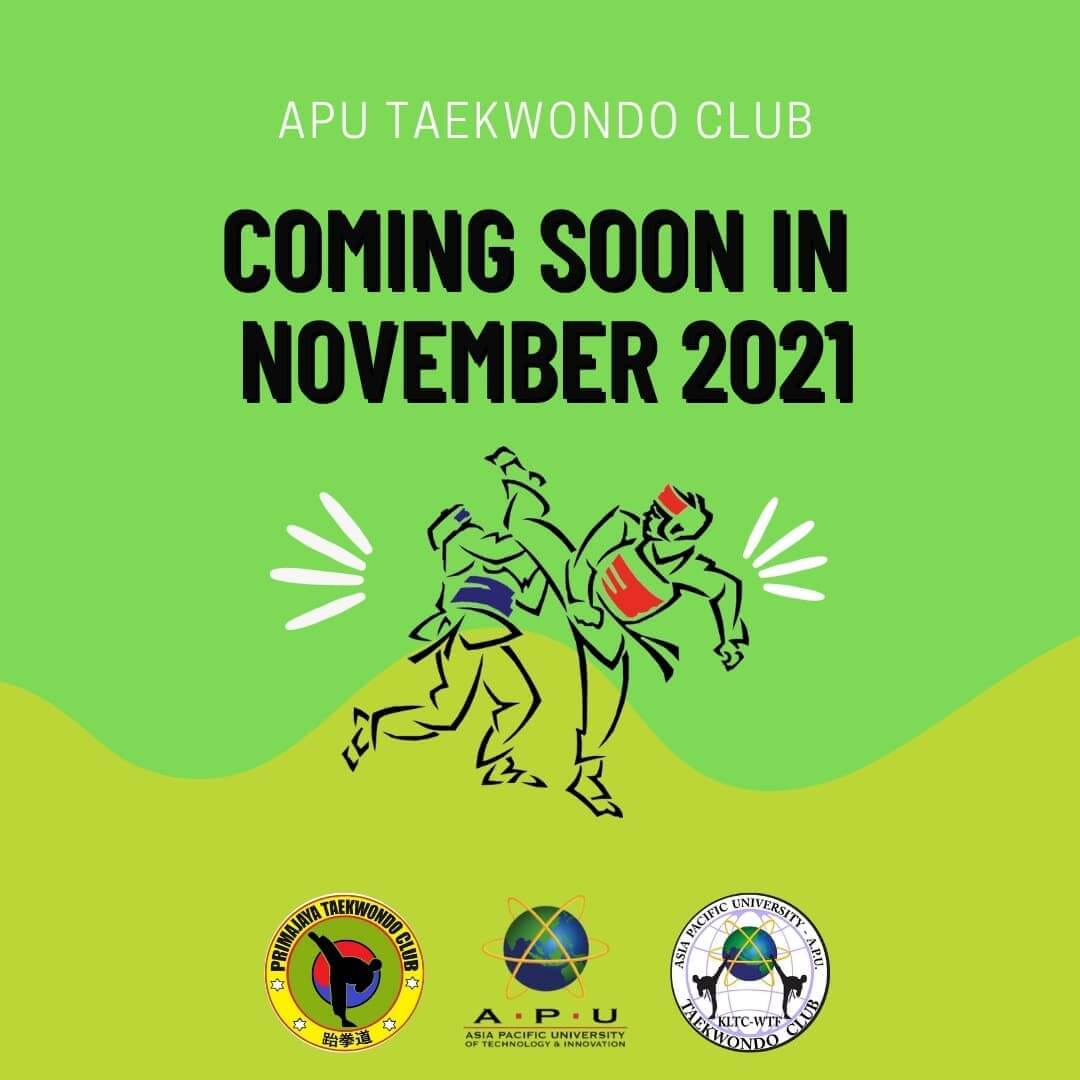 APU TAEKWONDO CLUB
COMING SOON IN
NOVEMBER 2021
PRIMAJAYA TAEKWONDO CLUB
跆拳道
A·P·U
ASIA PACIFIC UNIVERSITY
OF TECHNOLOGY & INNOVATION
ASIA PACIFIC UNIVERSITY - A.P.U.
KLTC-WTF
TAEKWONDO CLUB